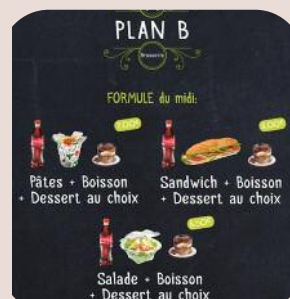 PLAN B
Brasserie
FORMULE du midi:
Pâtes + Boisson
+ Dessert au choix
Sandwich + Boisson
+ Dessert au choix
Salade + Boisson
+ Dessert au choix